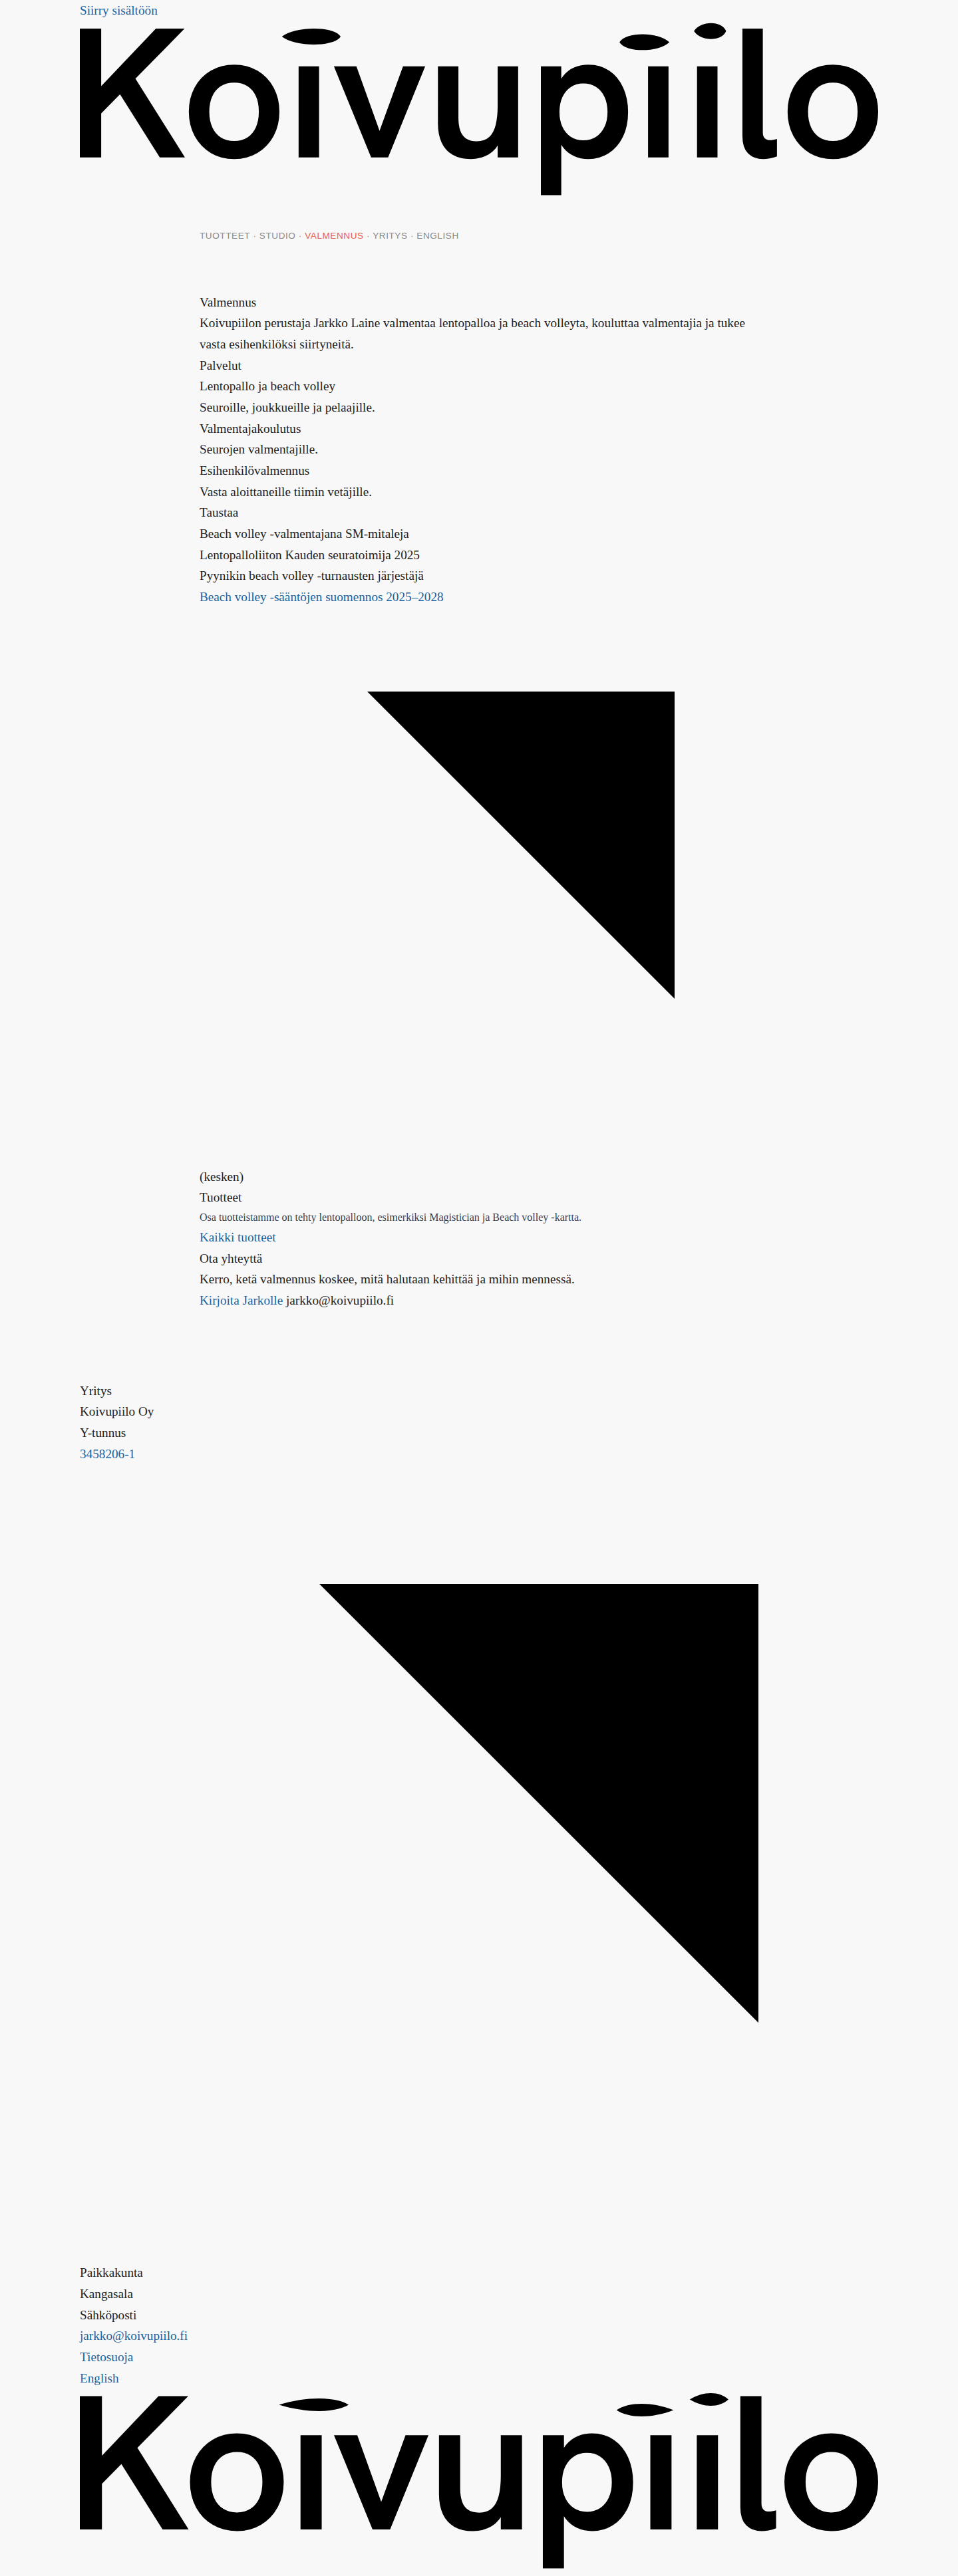 Siirry sisältöön
Koivupiilo
TUOTTEET · STUDIO · VALMENNUS · YRITYS · ENGLISH
Valmennus
Koivupiilon perustaja Jarkko Laine valmentaa lentopalloa ja beach volleyta, kouluttaa valmentajia ja tukee
vasta esihenkilöksi siirtyneitä.
Palvelut
Lentopallo ja beach volley
Seuroille, joukkueille ja pelaajille.
Valmentajakoulutus
Seurojen valmentajille.
Esihenkilövalmennus
Vasta aloittaneille tiimin vetäjille.
Taustaa
Beach volley -valmentajana SM-mitaleja
Lentopalloliiton Kauden seuratoimija 2025
Pyynikin beach volley -turnausten järjestäjä
Beach volley -sääntöjen suomennos 2025–2028
(kesken)
Tuotteet
Osa tuotteistamme on tehty lentopalloon, esimerkiksi Magistician ja Beach volley -kartta.
Kaikki tuotteet
Ota yhteyttä
Kerro, ketä valmennus koskee, mitä halutaan kehittää ja mihin mennessä.
Kirjoita Jarkolle jarkko@koivupiilo.fi
Yritys
Koivupiilo Oy
Y-tunnus
3458206-1
Paikkakunta
Kangasala
Sähköposti
jarkko@koivupiilo.fi
Tietosuoja
English
Koivupiilo